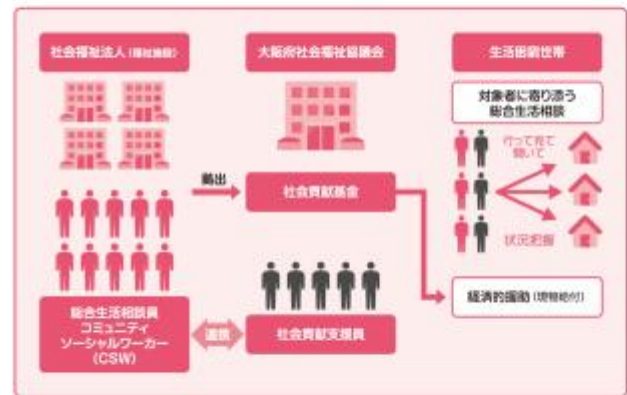 社会福祉法人（福祉施設）
大阪府社会福祉協議会
生活困窮世帯
対象者に寄り添う
総合生活相談
行って見て
聞いて
状況把握
拠出
社会貢献基金
経済的援助（現物給付）
総合生活相談員
コミュニティ
ソーシャルワーカー
(CSW)
連携
社会貢献支援員